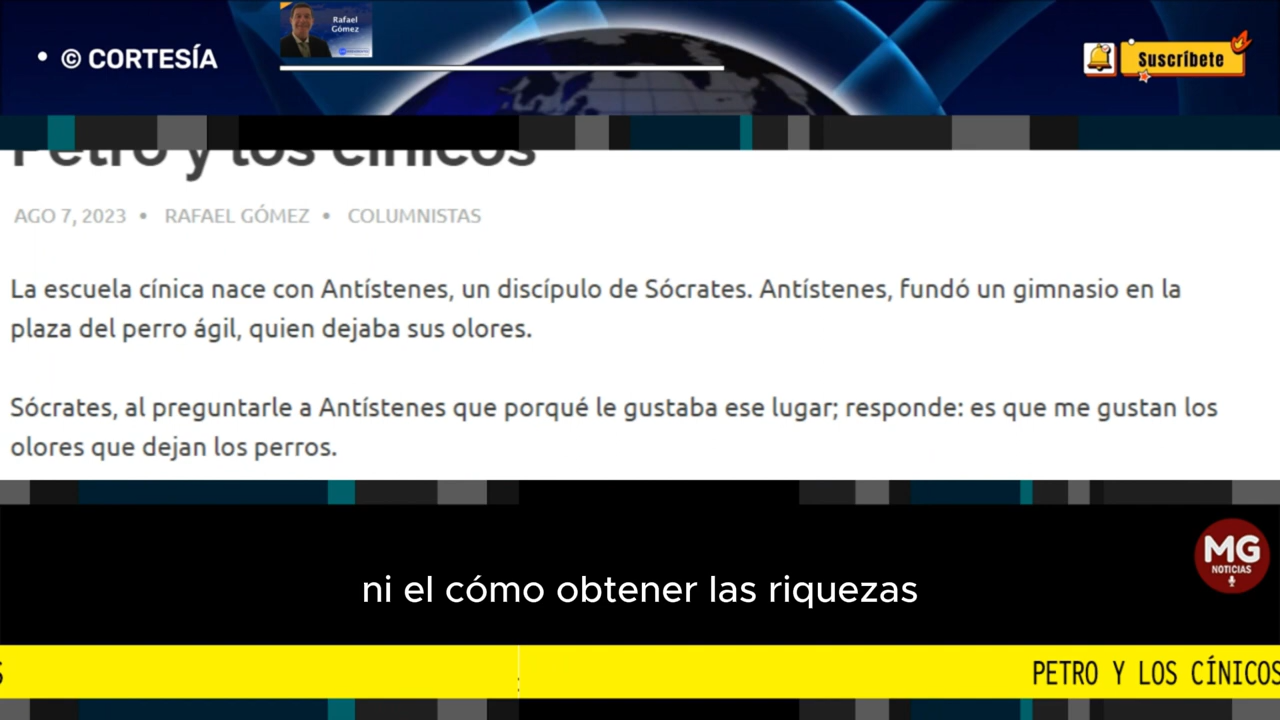 Rafael
Gómez
• © CORTESÍA
Suscríbete
Petro y los cínicos
AGO 7, 2023 • RAFAEL GÓMEZ • COLUMNISTAS
La escuela cínica nace con Antístenes, un discípulo de Sócrates. Antístenes, fundó un gimnasio en la
plaza del perro ágil, quien dejaba sus olores.
Sócrates, al preguntarle a Antístenes que porqué le gustaba ese lugar; responde: es que me gustan los
olores que dejan los perros.
MG
NOTICIAS
ni el cómo obtener las riquezas
PETRO Y LOS CÍNICOS